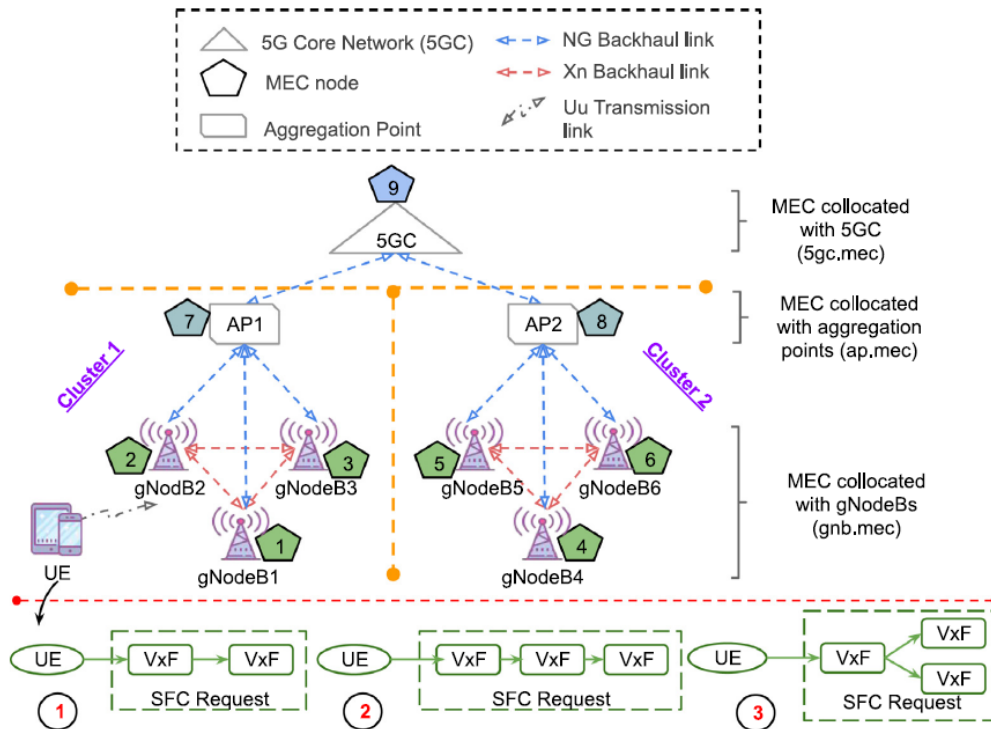 5G Core Network (5GC)
MEC node
Aggregation Point
NG Backhaul link
Xn Backhaul link
Uu Transmission
link
9
5GC
MEC collocated
with 5GC
(5gc.mec)
7
AP1
AP2
8
MEC collocated
with aggregation
points (ap.mec)
Cluster 1
Cluster 2
2
3
5
6
gNodB2
gNodeB3
gNodeB5
gNodeB6
MEC collocated
with gNodeBs
(gnb.mec)
1
4
gNodeB1
gNodeB4
UE
UE
VxF
VxF
SFC Request
1
UE
VxF
VxF
VxF
SFC Request
2
UE
VxF
VxF
VxF
SFC Request
3